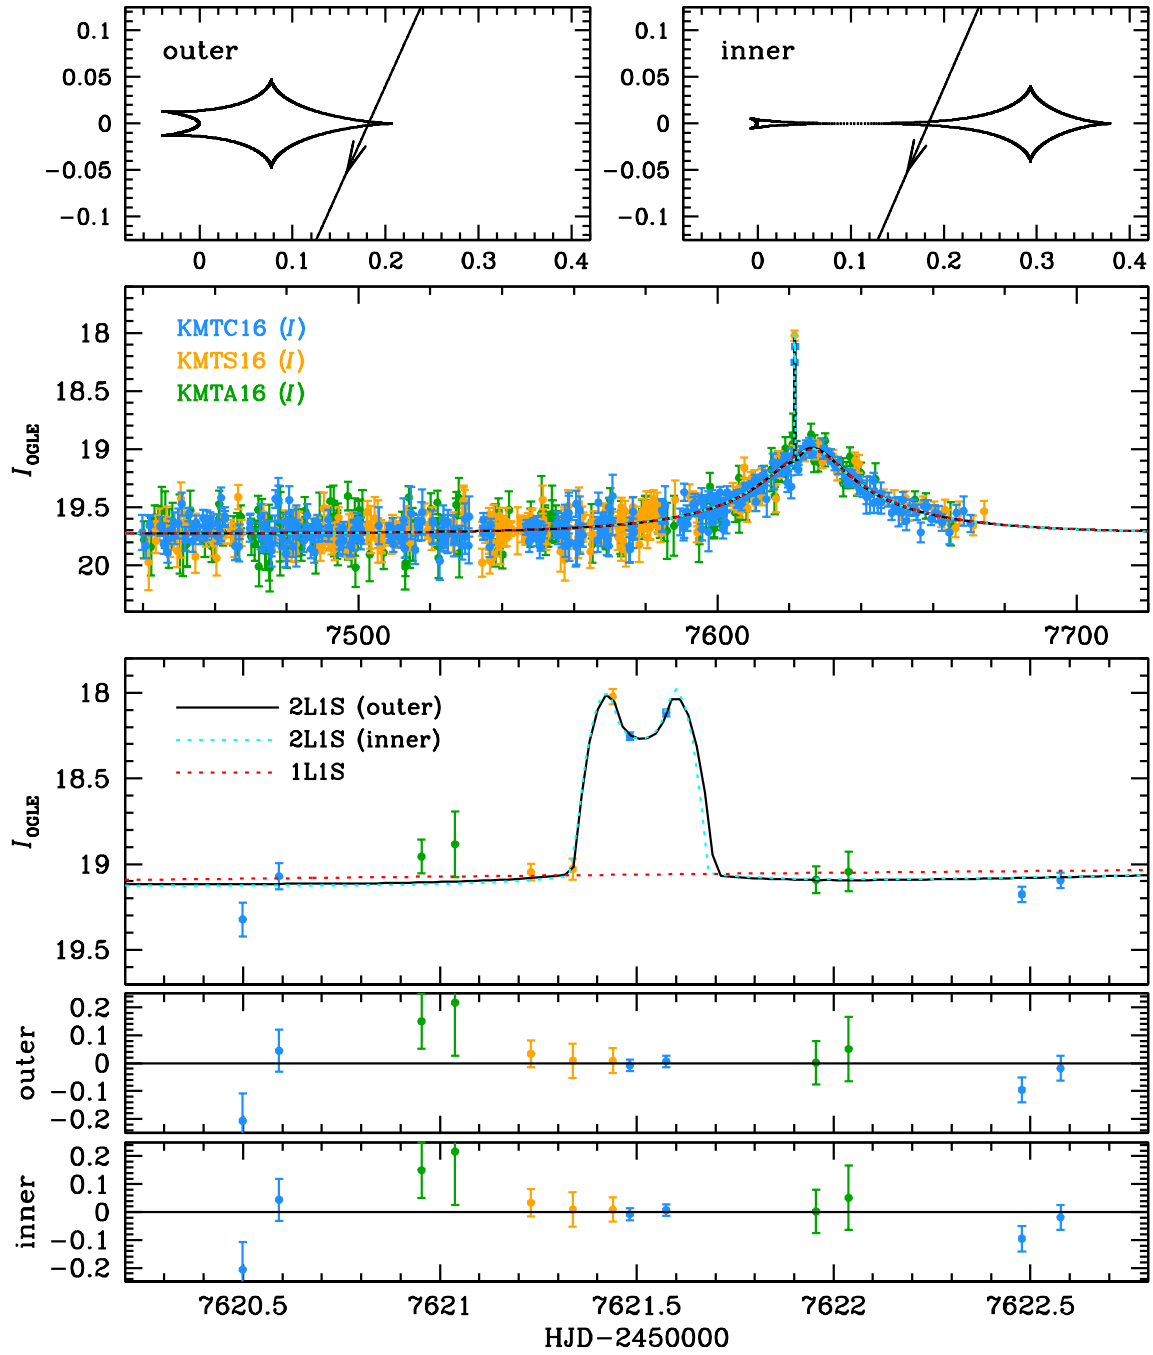 outer
0.1
0.05
0
−0.05
−0.1
0 0.1 0.2 0.3 0.4
inner
0.1
0.05
0
−0.05
−0.1
0 0.1 0.2 0.3 0.4
KMTC16 (I)
KMTS16 (I)
KMTA16 (I)
I OGLE
18
18.5
19
19.5
20
7500 7600 7700
2L1S (outer)
2L1S (inner)
1L1S
I OGLE
18
18.5
19
19.5
outer
0.2
0.1
0
−0.1
−0.2
inner
0.2
0.1
0
−0.1
−0.2
7620.5 7621 7621.5 7622 7622.5
HJD−2450000